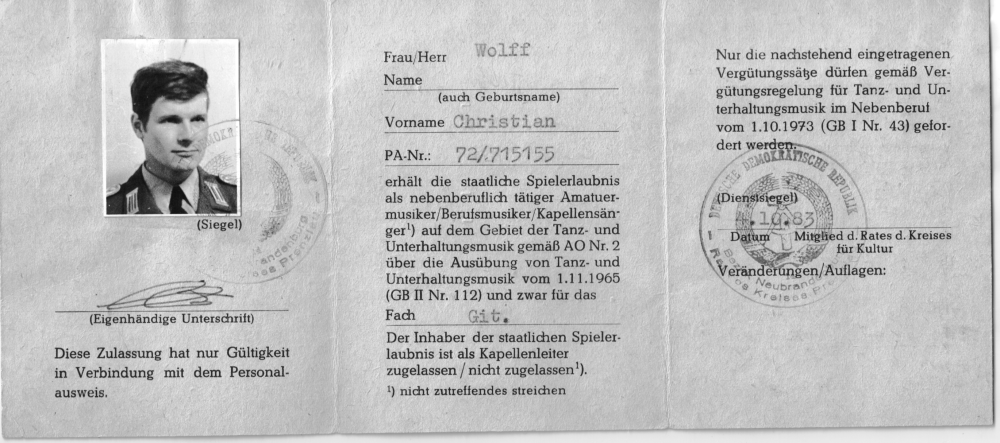 (Siegel)
(Eigenhändige Unterschrift)
Diese Zulassung hat nur Gültigkeit
in Verbindung mit dem Personal-
ausweis.
Frau/Herr Wolff
Name
(auch Geburtsname)
Vorname Christian
PA-Nr.: 72/715155
erhält die staatliche Spielerlaubnis
als nebenberuflich tätiger Amateur-
musiker/Berufsmusiker/Kapellensän-
ger¹) auf dem Gebiet der Tanz- und
Unterhaltungsmusik gemäß AO Nr. 2
über die Ausübung von Tanz- und
Unterhaltungsmusik vom 1.11.1965
(GB II Nr. 112) und zwar für das
Fach Git.
Der Inhaber der staatlichen Spieler-
laubnis ist als Kapellenleiter
zugelassen / nicht zugelassen¹).
¹) nicht zutreffendes streichen
Nur die nachstehend eingetragenen
Vergütungssätze dürfen gemäß Ver-
gütungsregelung für Tanz- und Un-
terhaltungsmusik im Nebenberuf
vom 1.10.1973 (GB I Nr. 43) gefor-
dert werden.
DEUTSCHE DEMOKRATISCHE REPUBLIK
(Dienstsiegel)
.10.83
Datum Mitglied d. Rates d. Kreises
für Kultur
Neubrandenburg
Veränderungen/Auflagen: